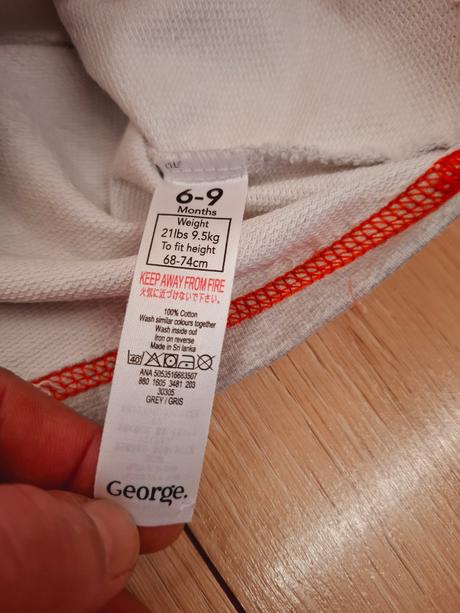 6-9
Months
Weight
21lbs 9.5kg
To fit height
68-74cm
KEEP AWAY FROM FIRE
火気に近づけないで下さい。
100% Cotton
Wash similar colours together
Wash inside out
Iron on reverse
Made in Sri lanka
40
ANA 5053516683507
880 1605 3481 203
30305
GREY / GRIS
George.